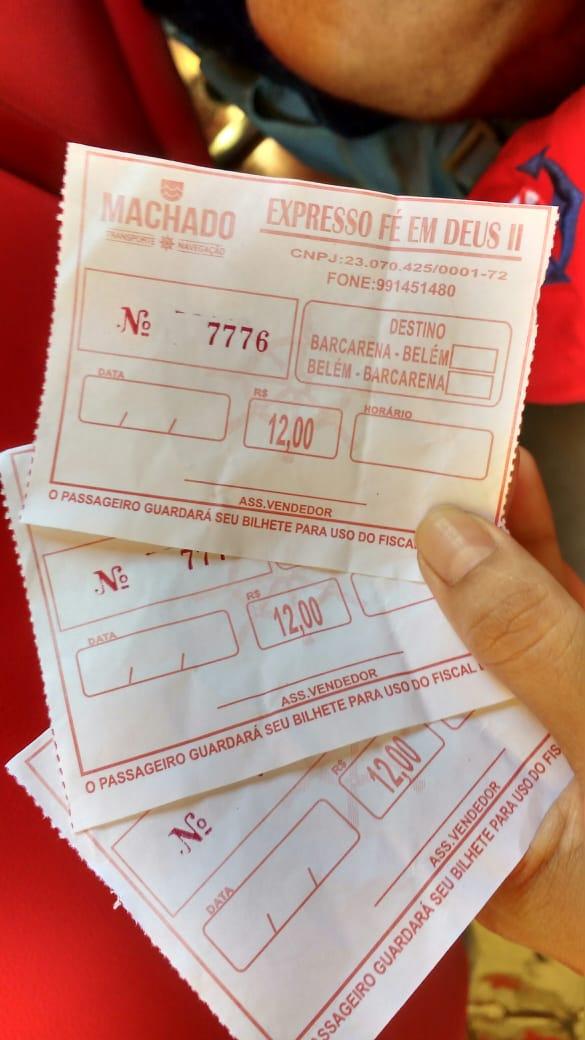 MACHADO
TRANSPORTE NAVEGAÇÃO
EXPRESSO FÉ EM DEUS II
CNPJ:23.070.425/0001-72
FONE:991451480
Nº 7776
DESTINO
BARCARENA - BELÉM
BELÉM - BARCARENA
DATA
R$
12,00
HORÁRIO
ASS.VENDEDOR
O PASSAGEIRO GUARDARÁ SEU BILHETE PARA USO DO FISCAL
Nº
DATA
R$
12,00
ASS.VENDEDOR
O PASSAGEIRO GUARDARÁ SEU BILHETE PARA USO DO FISCAL
Nº
DATA
R$
12,00
ASS.VENDEDOR
PASSAGEIRO GUARDARÁ SEU BILHETE PARA USO DO